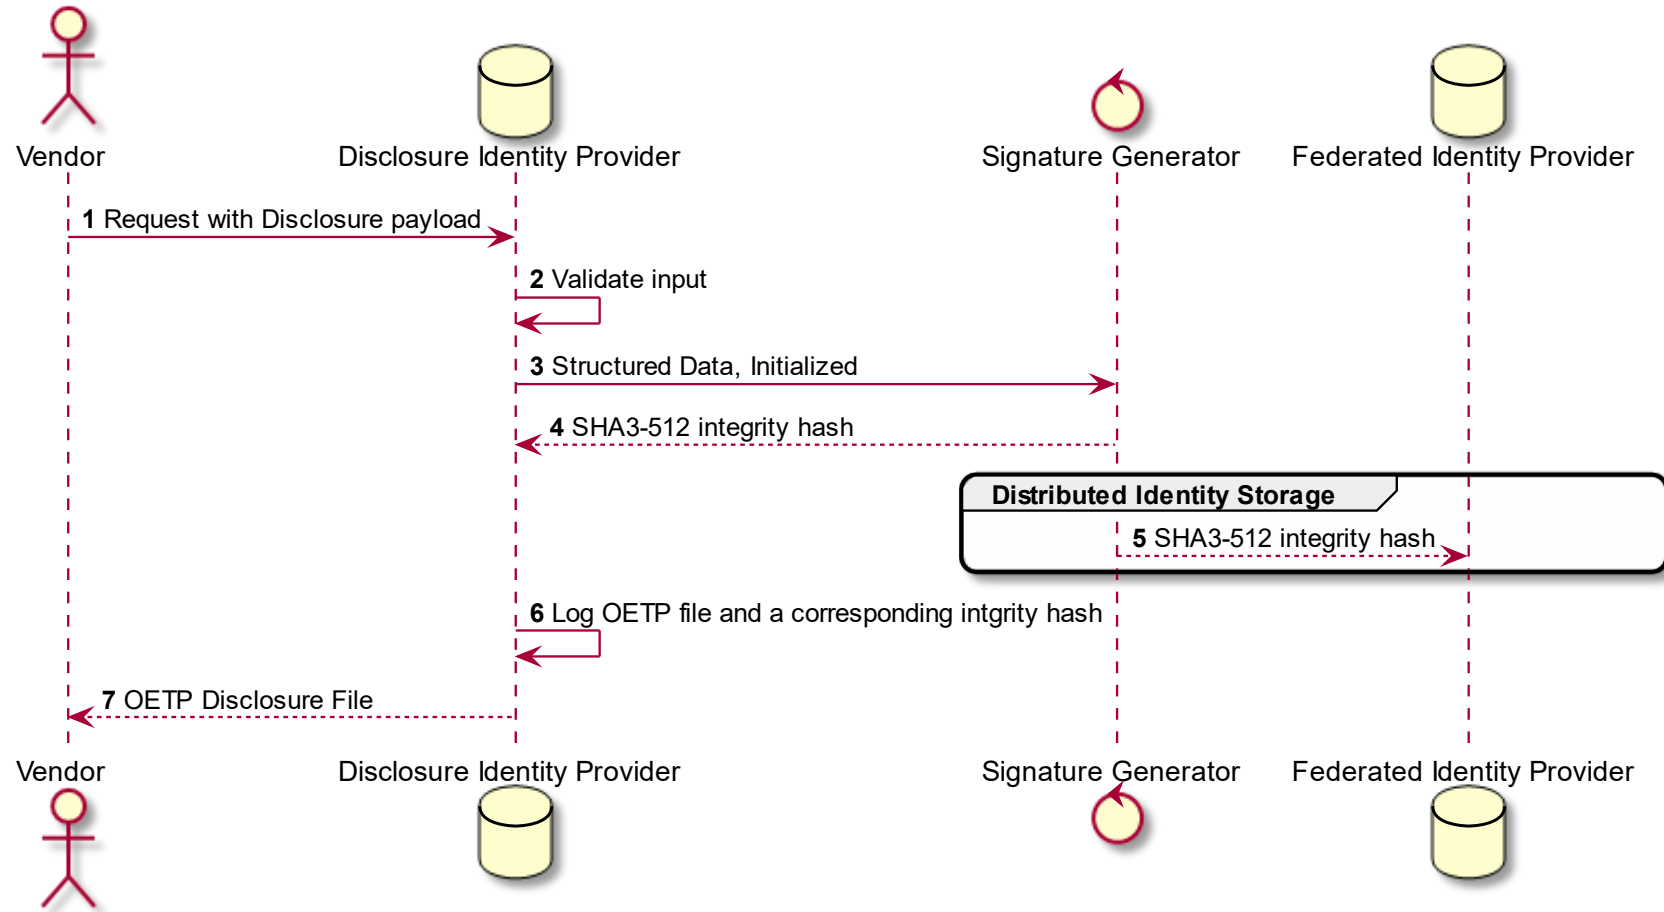 Vendor
Disclosure Identity Provider
Signature Generator
Federated Identity Provider
1 Request with Disclosure payload
2 Validate input
3 Structured Data, Initialized
4 SHA3-512 integrity hash
Distributed Identity Storage
5 SHA3-512 integrity hash
6 Log OETP file and a corresponding intgrity hash
7 OETP Disclosure File
Vendor
Disclosure Identity Provider
Signature Generator
Federated Identity Provider